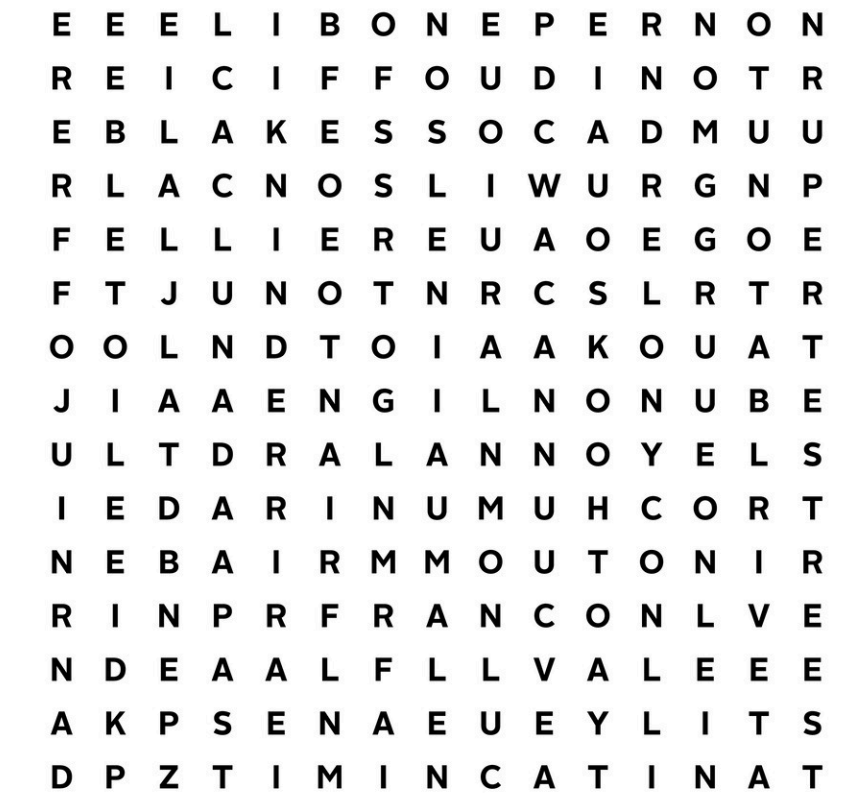 E E E L I B O N E P E R N O N
R E I C I F F O U D I N O T R
E B L A K E S S O C A D M U U
R L A C N O S L I W U R G N P
F E L L I E R E U A O E G O E
F T J U N O T N R C S L R T R
O O L N D T O I A A K O U A T
J I A A E N G I L N O N U B E
U L T D R A L A N N O Y E L S
I E D A R I N U M U H C O R T
N E B A I R M M O U T O N I R
R I N P R F R A N C O N L V E
N D E A A L F L L V A L E E E
A K P S E N A E U E Y L I T S
D P Z T I M I N C A T I N A T